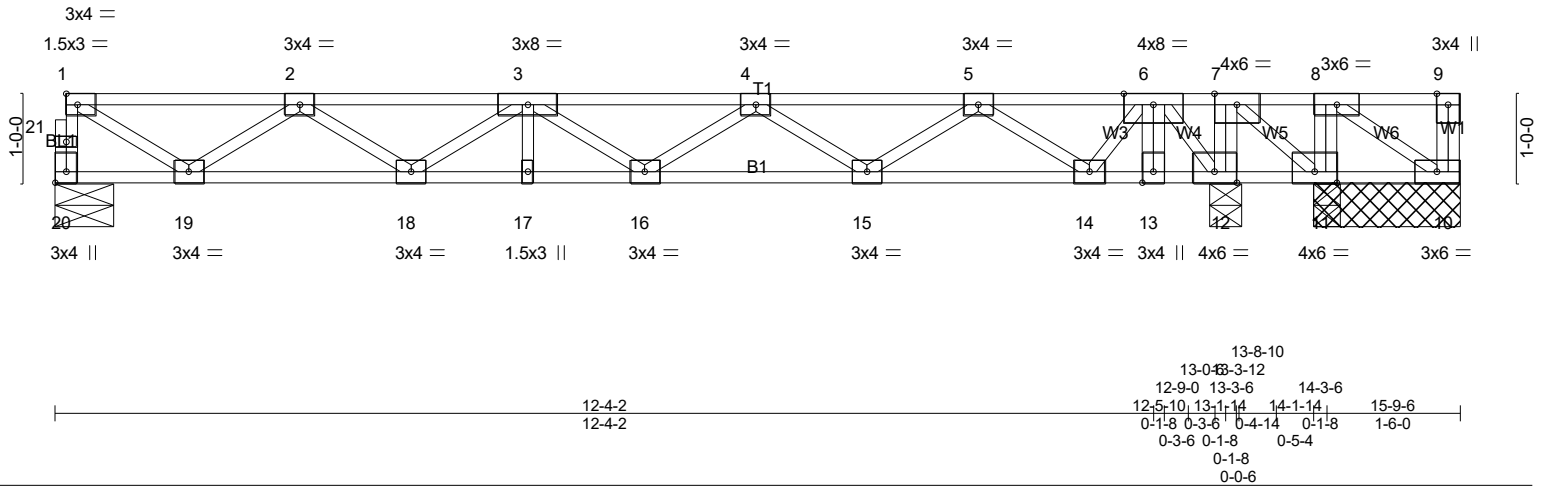 3x4 =
1.5x3 = 3x4 = 3x8 = 3x4 = 3x4 = 4x8 = 3x4 ||
4x6 = 3x6 =
1 2 3 4 5 6 7 8 9
T1
21
BL1
W3 W4 W5 W6 W1
1-0-0
1-0-0
B1
20 19 18 17 16 15 14 13 12 11 10
3x4 || 3x4 = 3x4 = 1.5x3 || 3x4 = 3x4 = 3x4 = 3x4 || 4x6 = 4x6 = 3x6 =
13-8-10
13-0-6 13-3-12
12-9-0 13-3-6 14-3-6
12-4-2 12-5-10 13-1-14 14-1-14 15-9-6
12-4-2 0-1-8 0-3-6 0-4-14 0-1-8 1-6-0
0-3-6 0-1-8 0-5-4
0-1-8
0-0-6